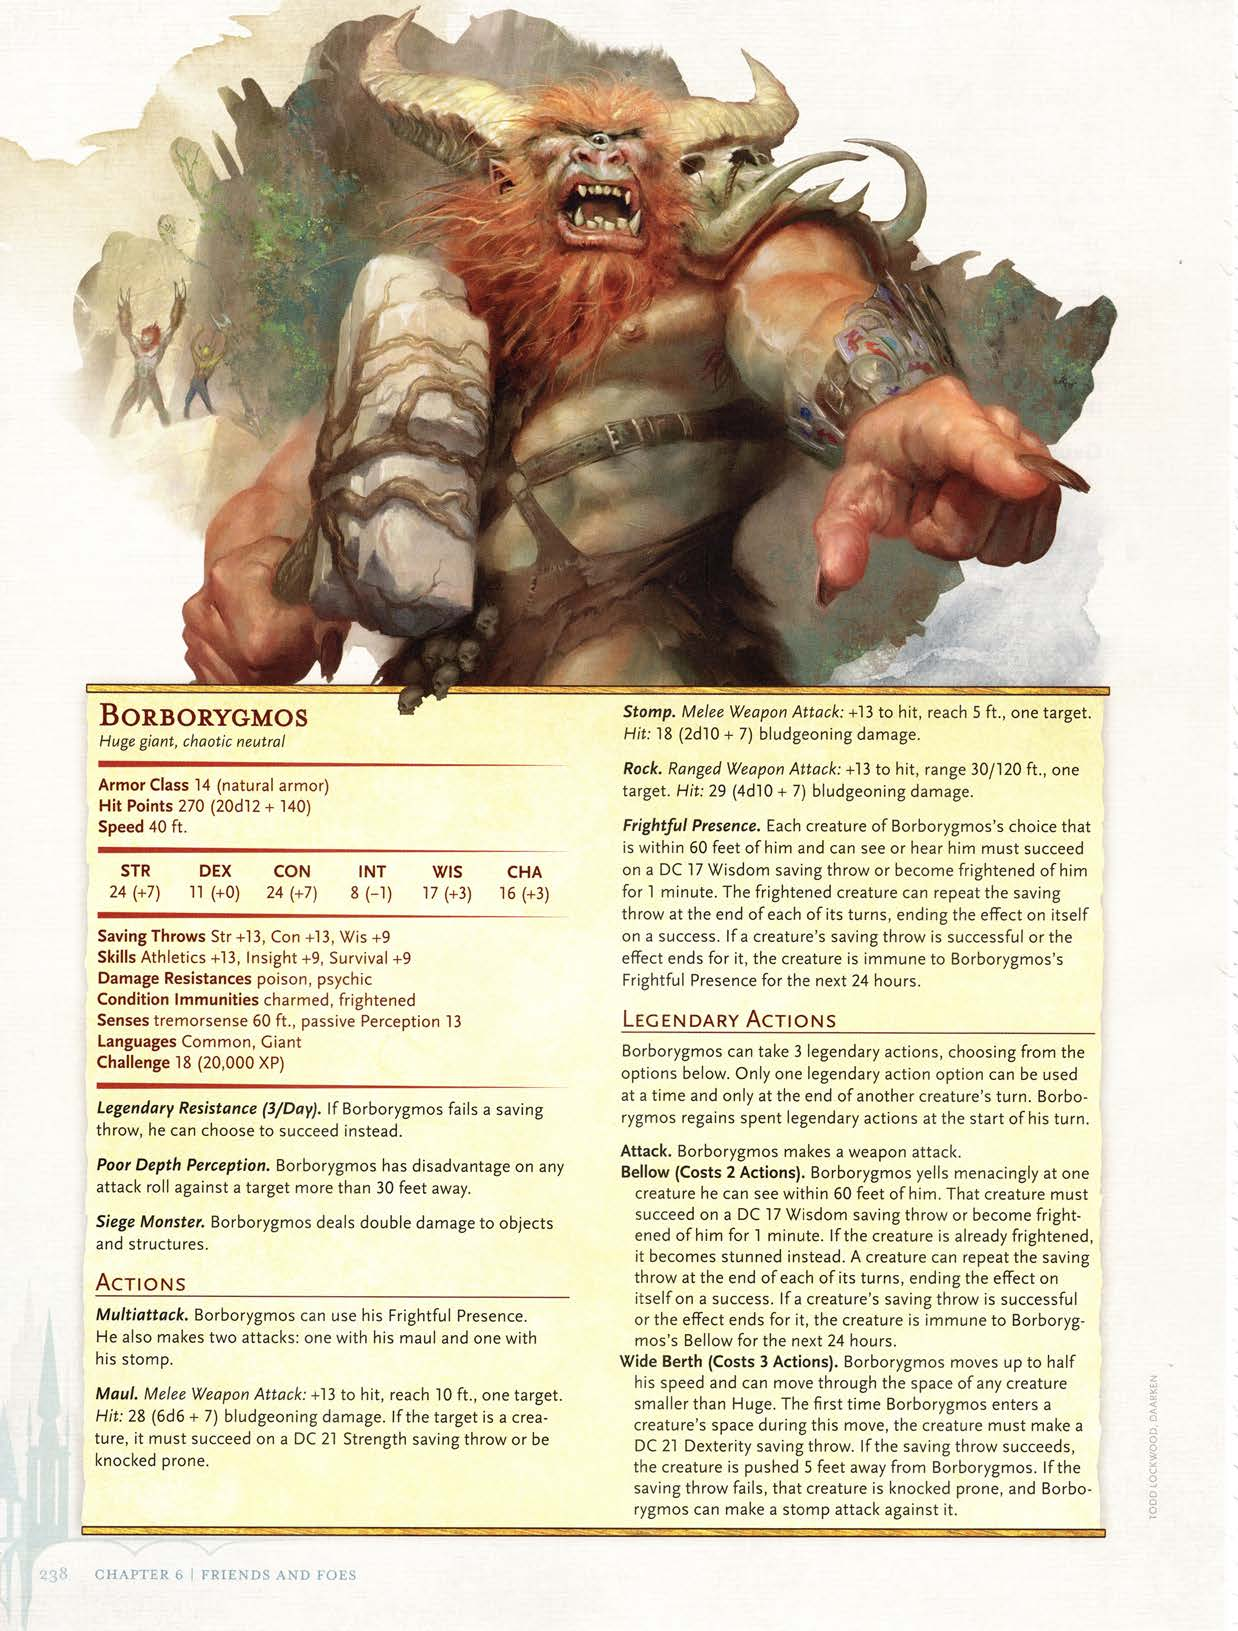 BORBORYGMOS
Huge giant, chaotic neutral
Armor Class 14 (natural armor)
Hit Points 270 (20d12 + 140)
Speed 40 ft.
STR DEX CON INT WIS CHA
24 (+7) 11 (+0) 24 (+7) 8 (−1) 17 (+3) 16 (+3)
Saving Throws Str +13, Con +13, Wis +9
Skills Athletics +13, Insight +9, Survival +9
Damage Resistances poison, psychic
Condition Immunities charmed, frightened
Senses tremorsense 60 ft., passive Perception 13
Languages Common, Giant
Challenge 18 (20,000 XP)
Legendary Resistance (3/Day). If Borborygmos fails a saving
throw, he can choose to succeed instead.
Poor Depth Perception. Borborygmos has disadvantage on any
attack roll against a target more than 30 feet away.
Siege Monster. Borborygmos deals double damage to objects
and structures.
ACTIONS
Multiattack. Borborygmos can use his Frightful Presence.
He also makes two attacks: one with his maul and one with
his stomp.
Maul. Melee Weapon Attack: +13 to hit, reach 10 ft., one target.
Hit: 28 (6d6 + 7) bludgeoning damage. If the target is a crea-
ture, it must succeed on a DC 21 Strength saving throw or be
knocked prone.
Stomp. Melee Weapon Attack: +13 to hit, reach 5 ft., one target.
Hit: 18 (2d10 + 7) bludgeoning damage.
Rock. Ranged Weapon Attack: +13 to hit, range 30/120 ft., one
target. Hit: 29 (4d10 + 7) bludgeoning damage.
Frightful Presence. Each creature of Borborygmos's choice that
is within 60 feet of him and can see or hear him must succeed
on a DC 17 Wisdom saving throw or become frightened of him
for 1 minute. The frightened creature can repeat the saving
throw at the end of each of its turns, ending the effect on itself
on a success. If a creature's saving throw is successful or the
effect ends for it, the creature is immune to Borborygmos's
Frightful Presence for the next 24 hours.
LEGENDARY ACTIONS
Borborygmos can take 3 legendary actions, choosing from the
options below. Only one legendary action option can be used
at a time and only at the end of another creature's turn. Borbo-
rygmos regains spent legendary actions at the start of his turn.
Attack. Borborygmos makes a weapon attack.
Bellow (Costs 2 Actions). Borborygmos yells menacingly at one
creature he can see within 60 feet of him. That creature must
succeed on a DC 17 Wisdom saving throw or become fright-
ened of him for 1 minute. If the creature is already frightened,
it becomes stunned instead. A creature can repeat the saving
throw at the end of each of its turns, ending the effect on
itself on a success. If a creature's saving throw is successful
or the effect ends for it, the creature is immune to Borboryg-
mos's Bellow for the next 24 hours.
Wide Berth (Costs 3 Actions). Borborygmos moves up to half
his speed and can move through the space of any creature
smaller than Huge. The first time Borborygmos enters a
creature's space during this move, the creature must make a
DC 21 Dexterity saving throw. If the saving throw succeeds,
the creature is pushed 5 feet away from Borborygmos. If the
saving throw fails, that creature is knocked prone, and Borbo-
rygmos can make a stomp attack against it.
TODD LOCKWOOD, DAARKEN
238 CHAPTER 6 | FRIENDS AND FOES